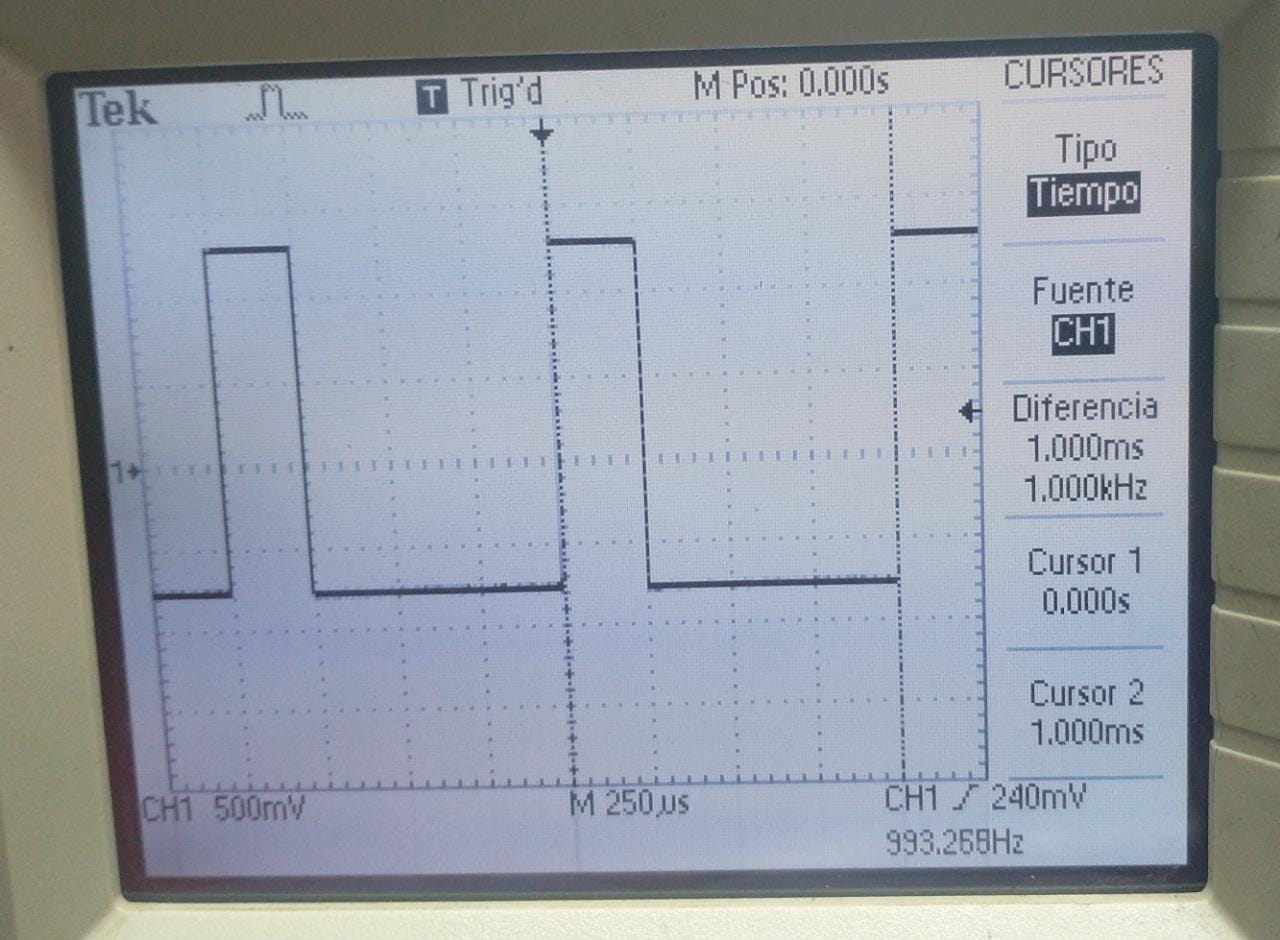 Tek T Trig'd M Pos: 0.000s CURSORES
Tipo
Tiempo
Fuente
CH1
Diferencia
1.000ms
1.000kHz
Cursor 1
0.000s
Cursor 2
1.000ms
1
CH1 500mV M 250µs CH1 240mV
993.268Hz